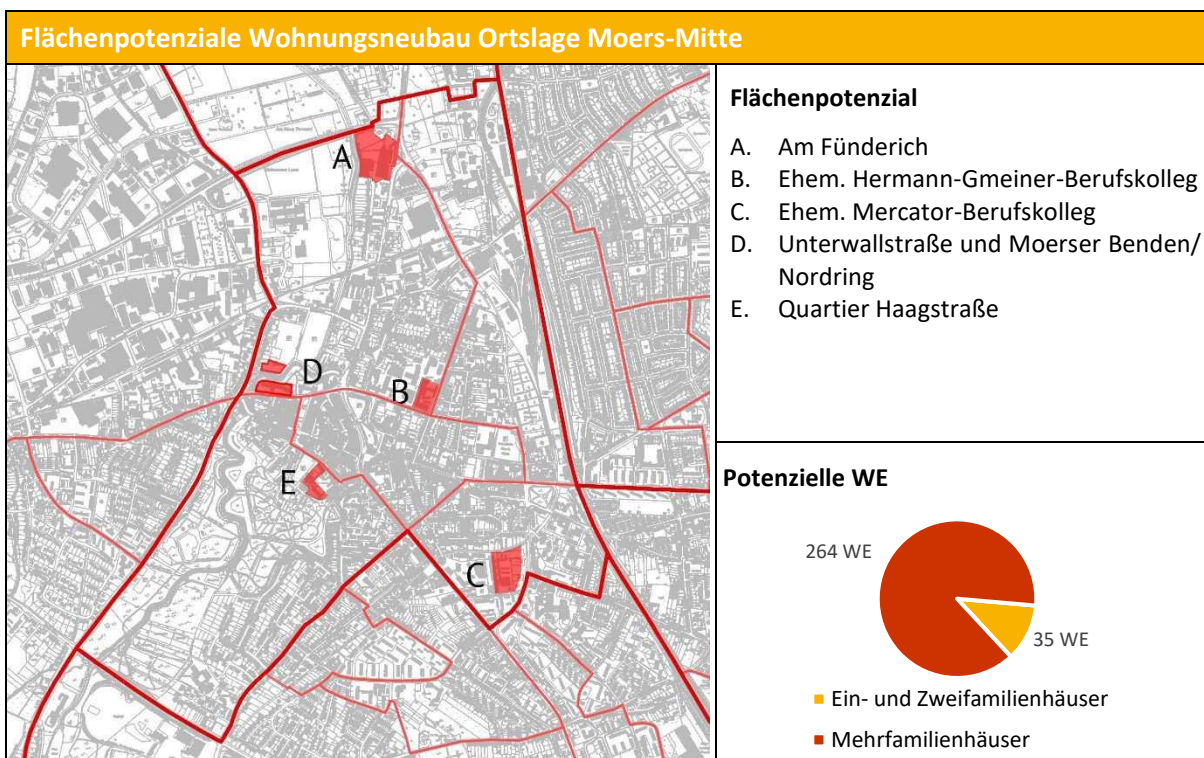 Flächenpotenziale Wohnungsneubau Ortslage Moers-Mitte
A
D
B
E
C
Flächenpotenzial
A. Am Fünderich
B. Ehem. Hermann-Gmeiner-Berufskolleg
C. Ehem. Mercator-Berufskolleg
D. Unterwallstraße und Moerser Benden/
Nordring
E. Quartier Haagstraße
Potenzielle WE
264 WE
35 WE
Ein- und Zweifamilienhäuser
Mehrfamilienhäuser